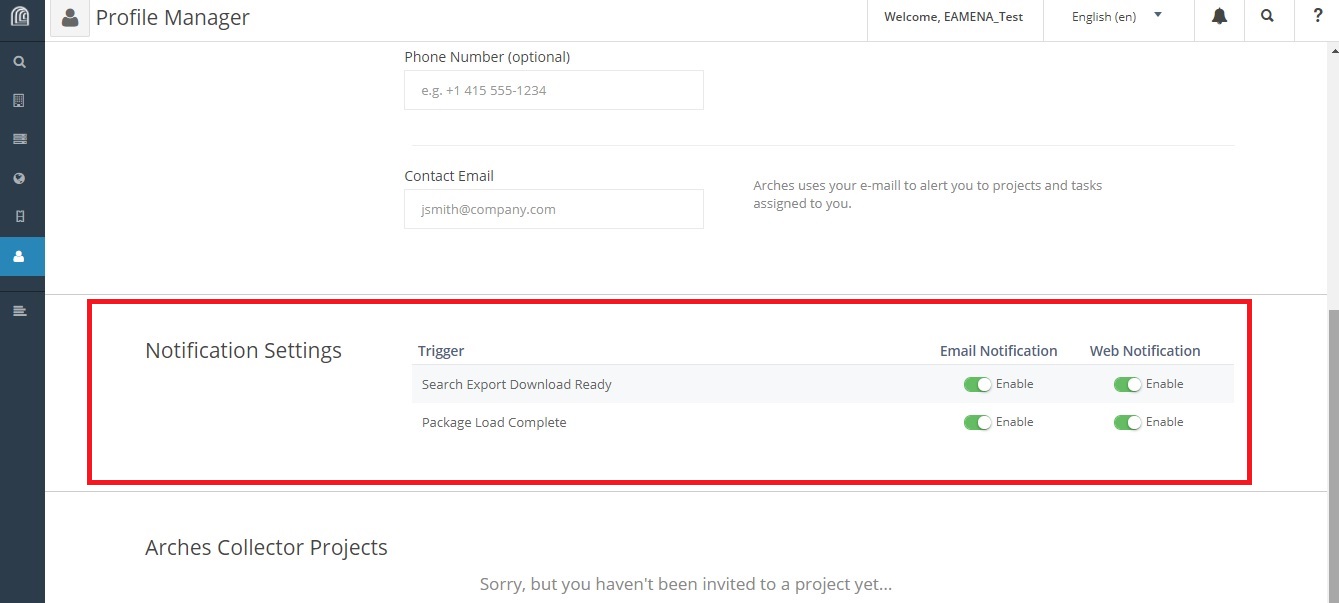 Profile Manager
Welcome, EAMENA_Test
English (en)
?
Phone Number (optional)
e.g. +1 415 555-1234
Contact Email
jsmith@company.com
Arches uses your e-maill to alert you to projects and tasks
assigned to you.
Notification Settings
Trigger
Email Notification
Web Notification
Search Export Download Ready
Enable
Enable
Package Load Complete
Enable
Enable
Arches Collector Projects
Sorry, but you haven't been invited to a project yet...